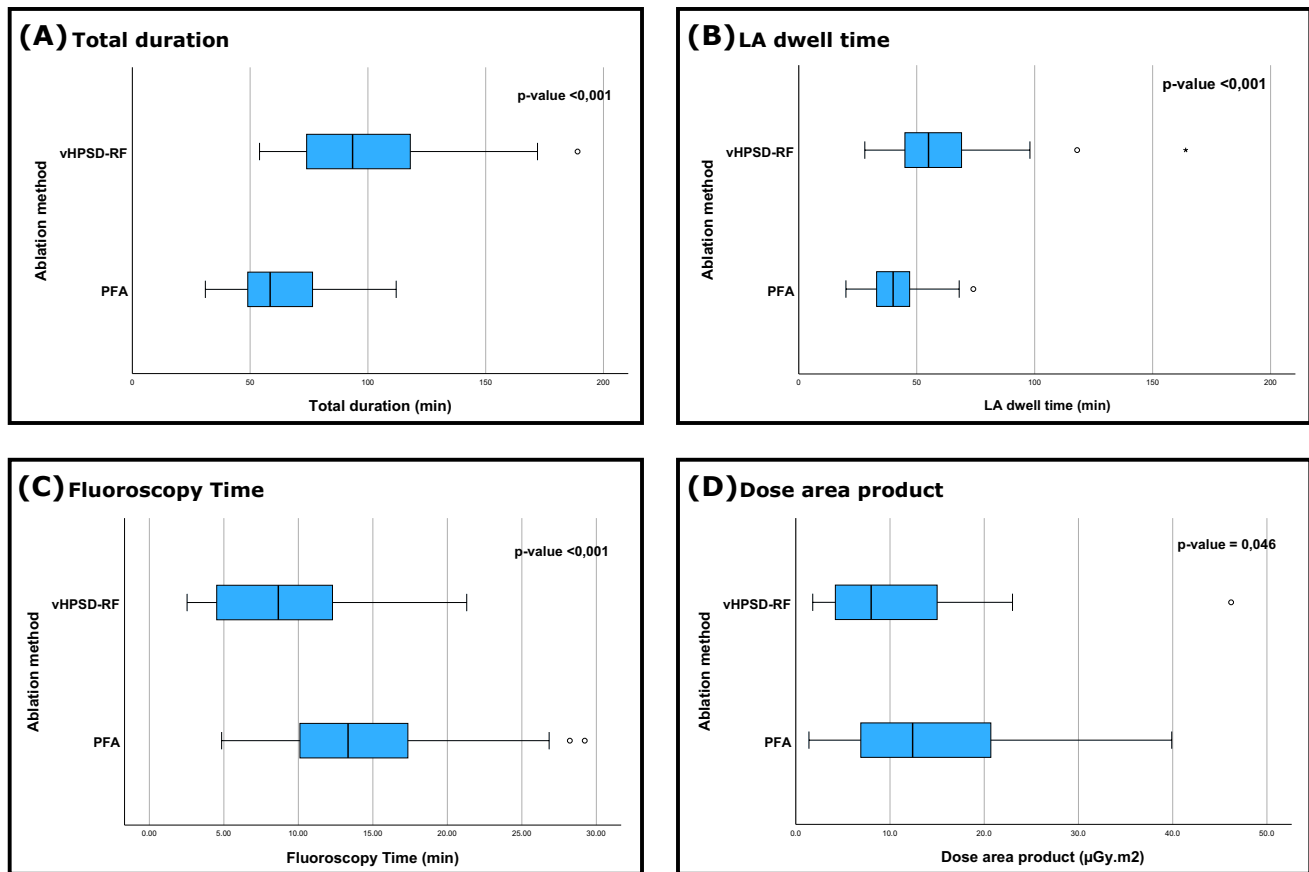 (A) Total duration
p-value <0,001
vHPSD-RF
PFA
Ablation method
0 50 100 150 200
Total duration (min)
(B) LA dwell time
p-value <0,001
vHPSD-RF
PFA
Ablation method
0 50 100 150 200
LA dwell time (min)
(C) Fluoroscopy Time
p-value <0,001
vHPSD-RF
PFA
Ablation method
0.00 5.00 10.00 15.00 20.00 25.00 30.00
Fluoroscopy Time (min)
(D) Dose area product
p-value = 0,046
vHPSD-RF
PFA
Ablation method
0.0 10.0 20.0 30.0 40.0 50.0
Dose area product (µGy.m2)